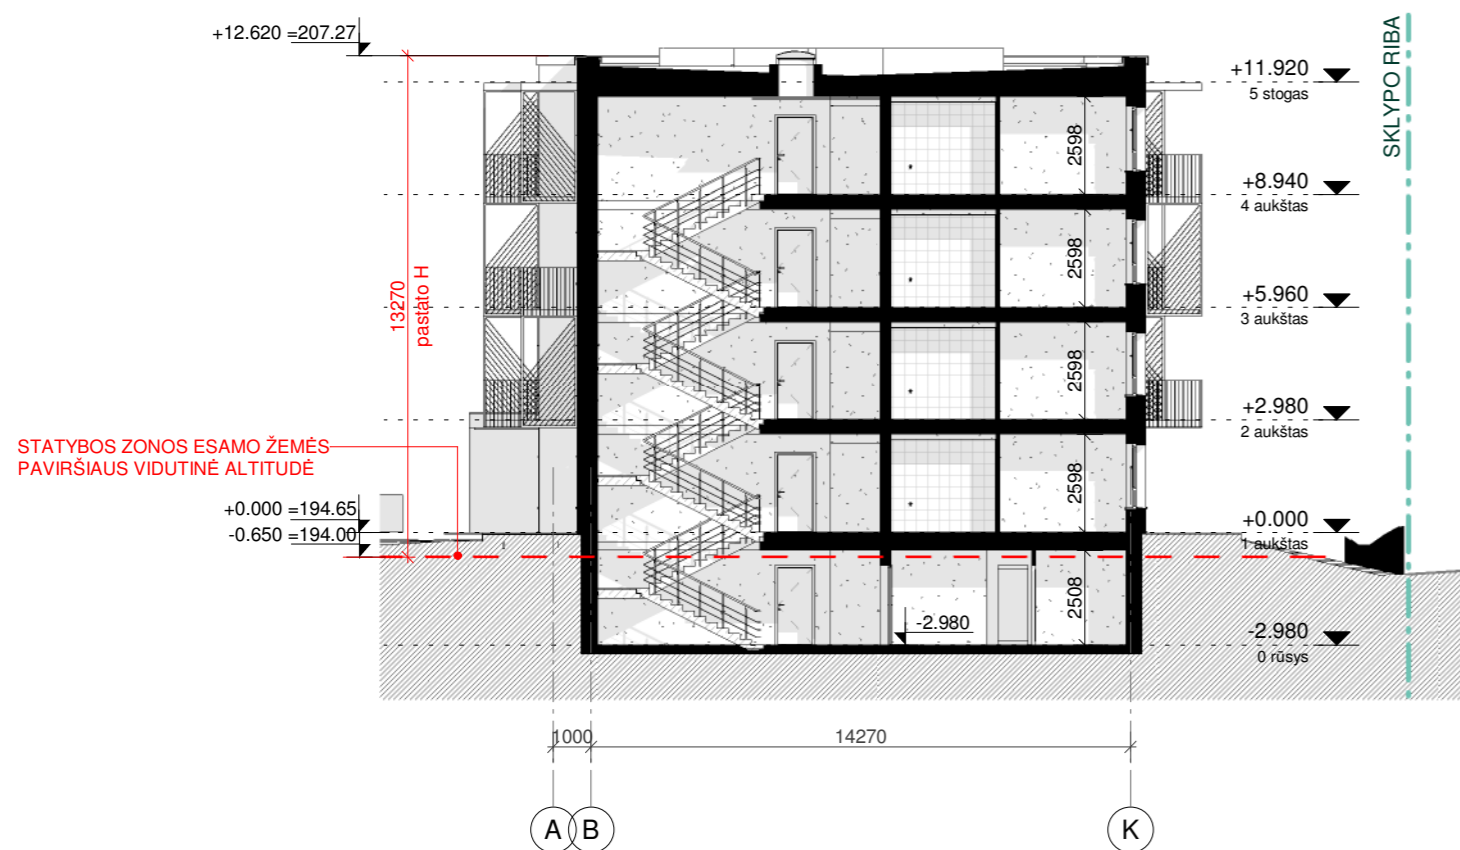 +12.620 =207.27
SKLYPO RIBA
+11.920
5 stogas
2598
+8.940
4 aukštas
2598
13270
pastato H
+5.960
3 aukštas
2598
+2.980
2 aukštas
STATYBOS ZONOS ESAMO ŽEMĖS
PAVIRŠIAUS VIDUTINĖ ALTITUDĖ
2598
+0.000 =194.65
-0.650 =194.00
+0.000
1 aukštas
2508
-2.980
-2.980
0 rūsys
1000
14270
A
B
K